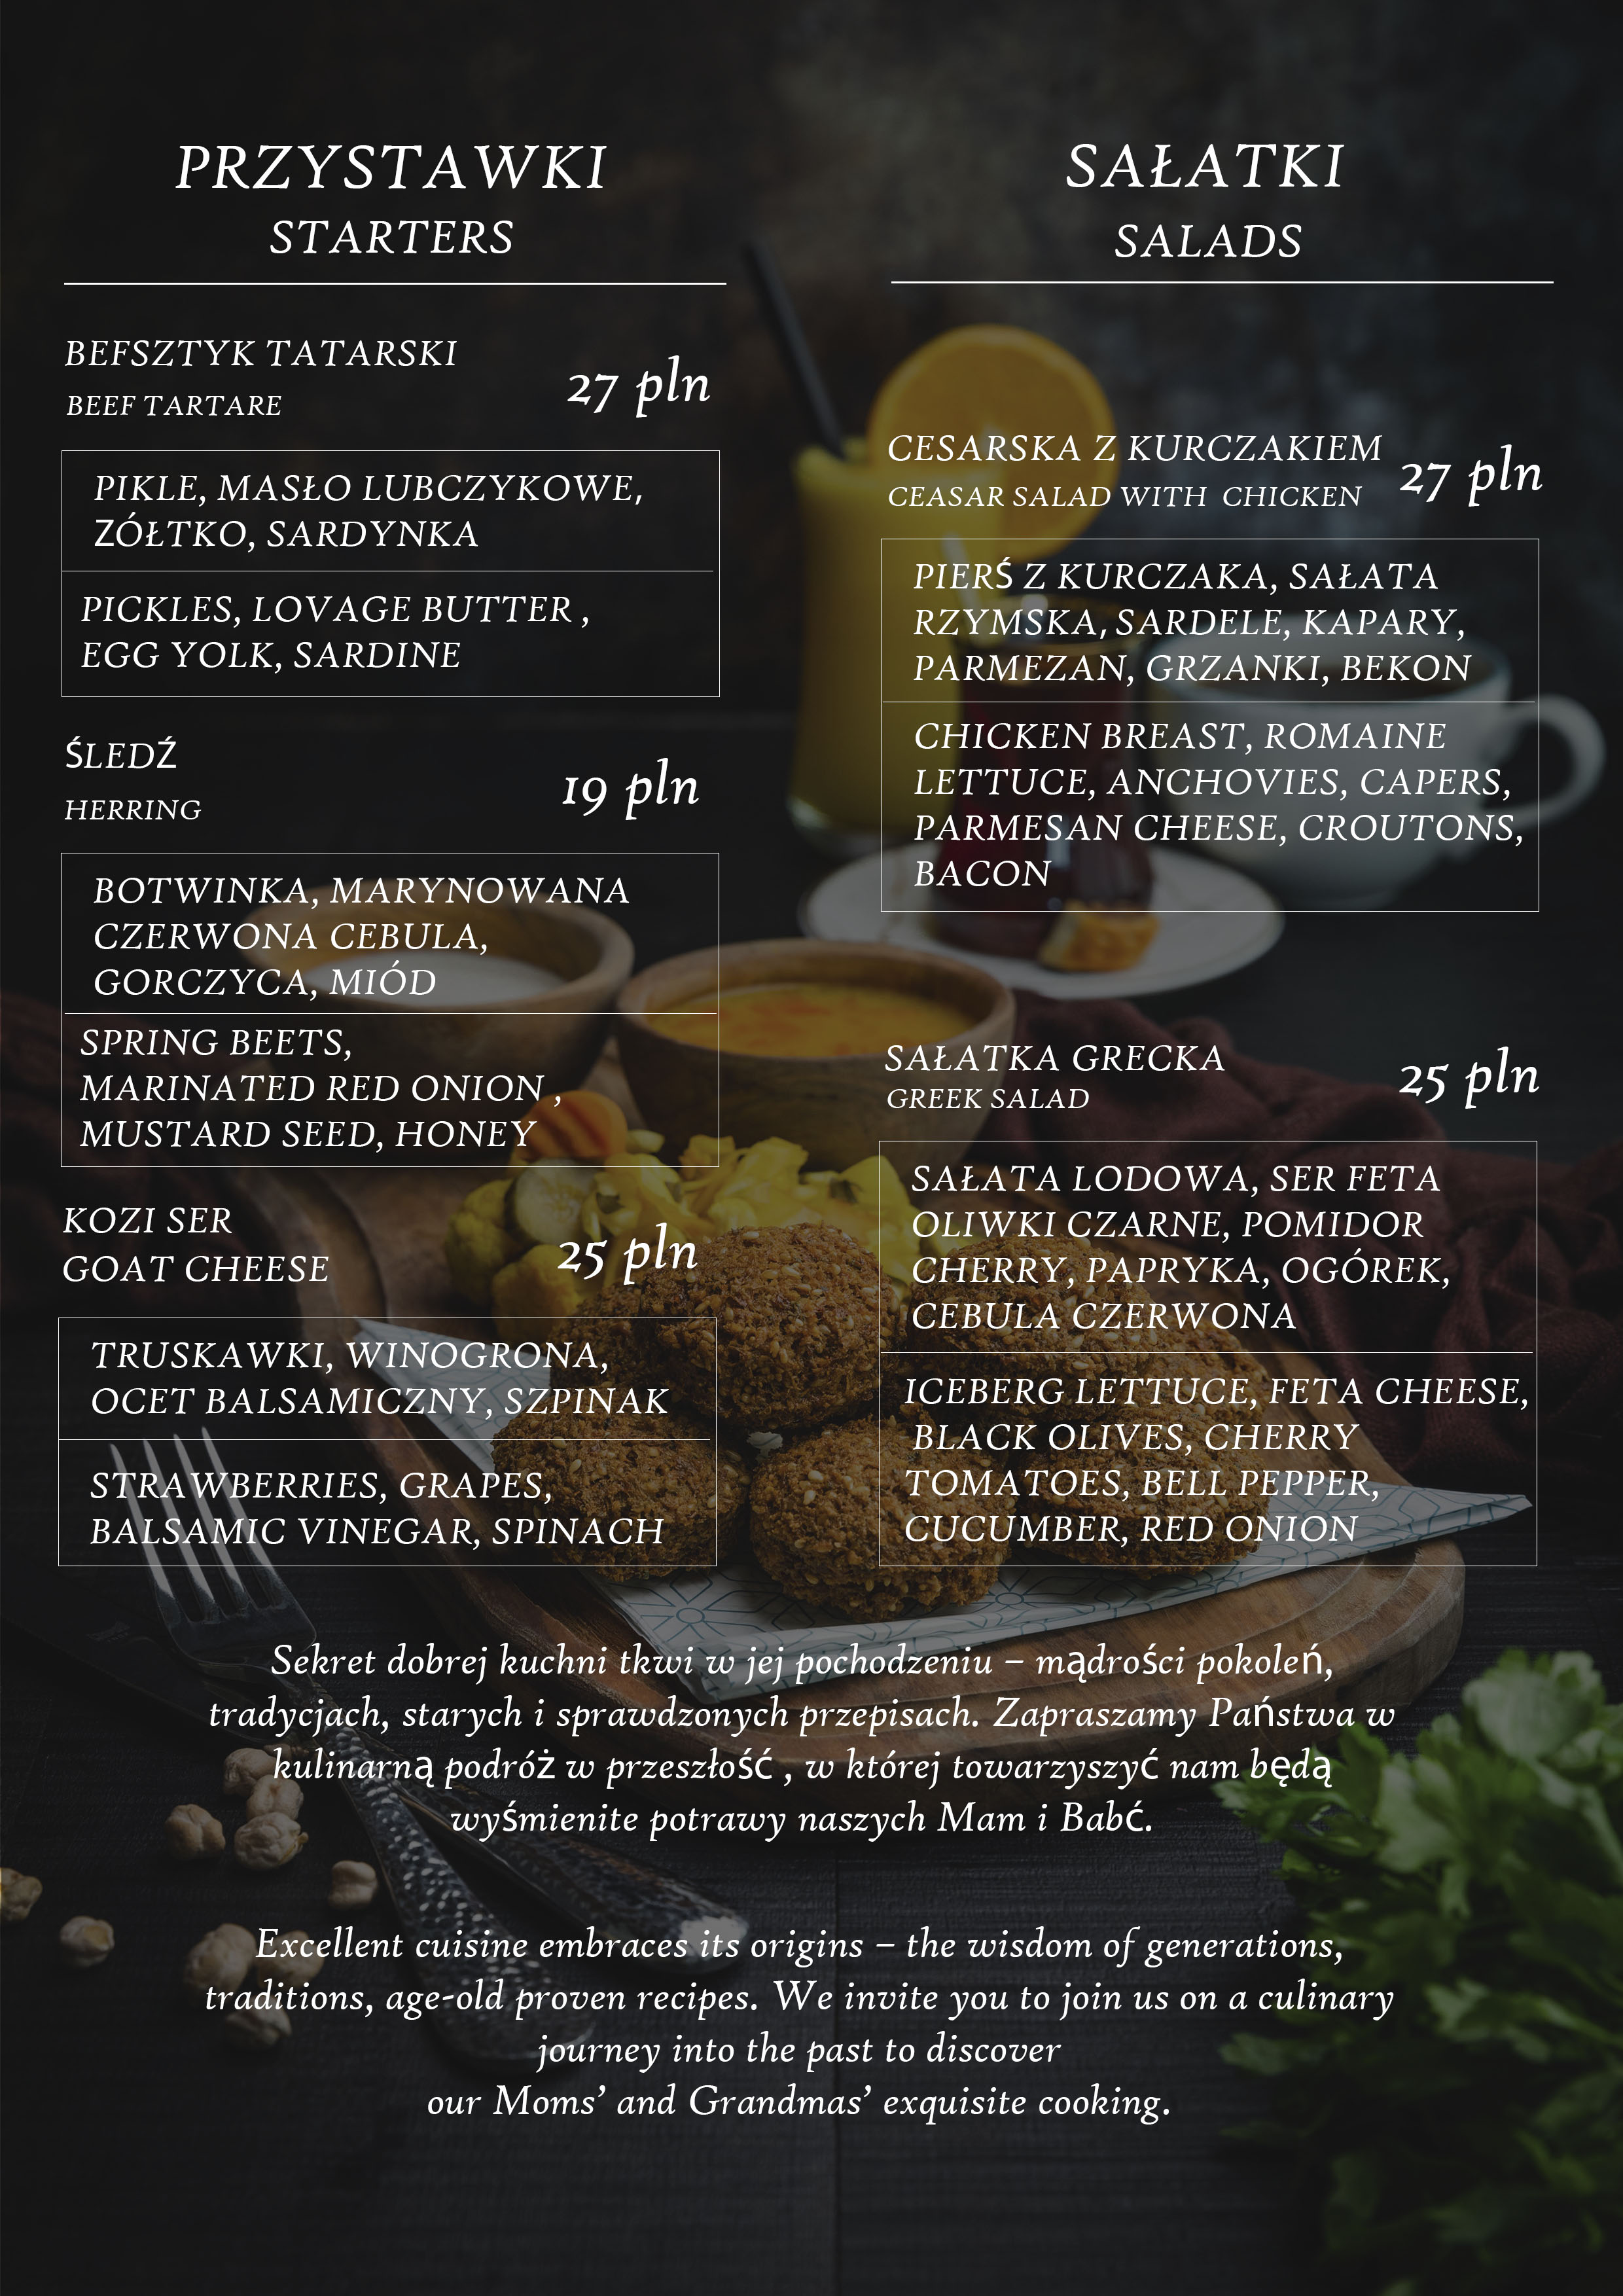 PRZYSTAWKI
STARTERS
BEFSZTYK TATARSKI
BEEF TARTARE
27 pln
PIKLE, MASŁO LUBCZYKOWE,
ZÓŁTKO, SARDYNKA
PICKLES, LOVAGE BUTTER ,
EGG YOLK, SARDINE
ŚLEDŹ
HERRING
19 pln
BOTWINKA, MARYNOWANA
CZERWONA CEBULA,
GORCZYCA, MIÓD
SPRING BEETS,
MARINATED RED ONION ,
MUSTARD SEED, HONEY
KOZI SER
GOAT CHEESE
25 pln
TRUSKAWKI, WINOGRONA,
OCET BALSAMICZNY, SZPINAK
STRAWBERRIES, GRAPES,
BALSAMIC VINEGAR, SPINACH
SAŁATKI
SALADS
CESARSKA Z KURCZAKIEM
CEASAR SALAD WITH CHICKEN
27 pln
PIERŚ Z KURCZAKA, SAŁATA
RZYMSKA, SARDELE, KAPARY,
PARMEZAN, GRZANKI, BEKON
CHICKEN BREAST, ROMAINE
LETTUCE, ANCHOVIES, CAPERS,
PARMESAN CHEESE, CROUTONS,
BACON
SAŁATKA GRECKA
GREEK SALAD
25 pln
SAŁATA LODOWA, SER FETA
OLIWKI CZARNE, POMIDOR
CHERRY, PAPRYKA, OGÓREK,
CEBULA CZERWONA
ICEBERG LETTUCE, FETA CHEESE,
BLACK OLIVES, CHERRY
TOMATOES, BELL PEPPER,
CUCUMBER, RED ONION
Sekret dobrej kuchni tkwi w jej pochodzeniu – mądrości pokoleń,
tradycjach, starych i sprawdzonych przepisach. Zapraszamy Państwa w
kulinarną podróż w przeszłość , w której towarzyszyć nam będą
wyśmienite potrawy naszych Mam i Babć.
Excellent cuisine embraces its origins – the wisdom of generations,
traditions, age-old proven recipes. We invite you to join us on a culinary
journey into the past to discover
our Moms’ and Grandmas’ exquisite cooking.